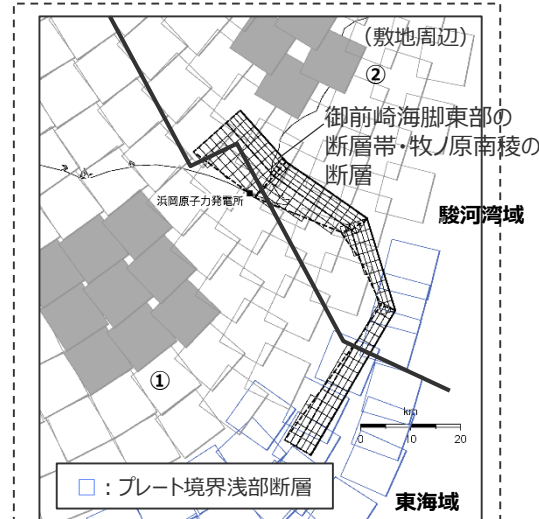 (敷地周辺)
②
御前崎海脚東部の
断層帯・牧ノ原南稜の
断層
浜岡原子力発電所
駿河湾域
①
km
0 10 20
□：プレート境界浅部断層
東海域